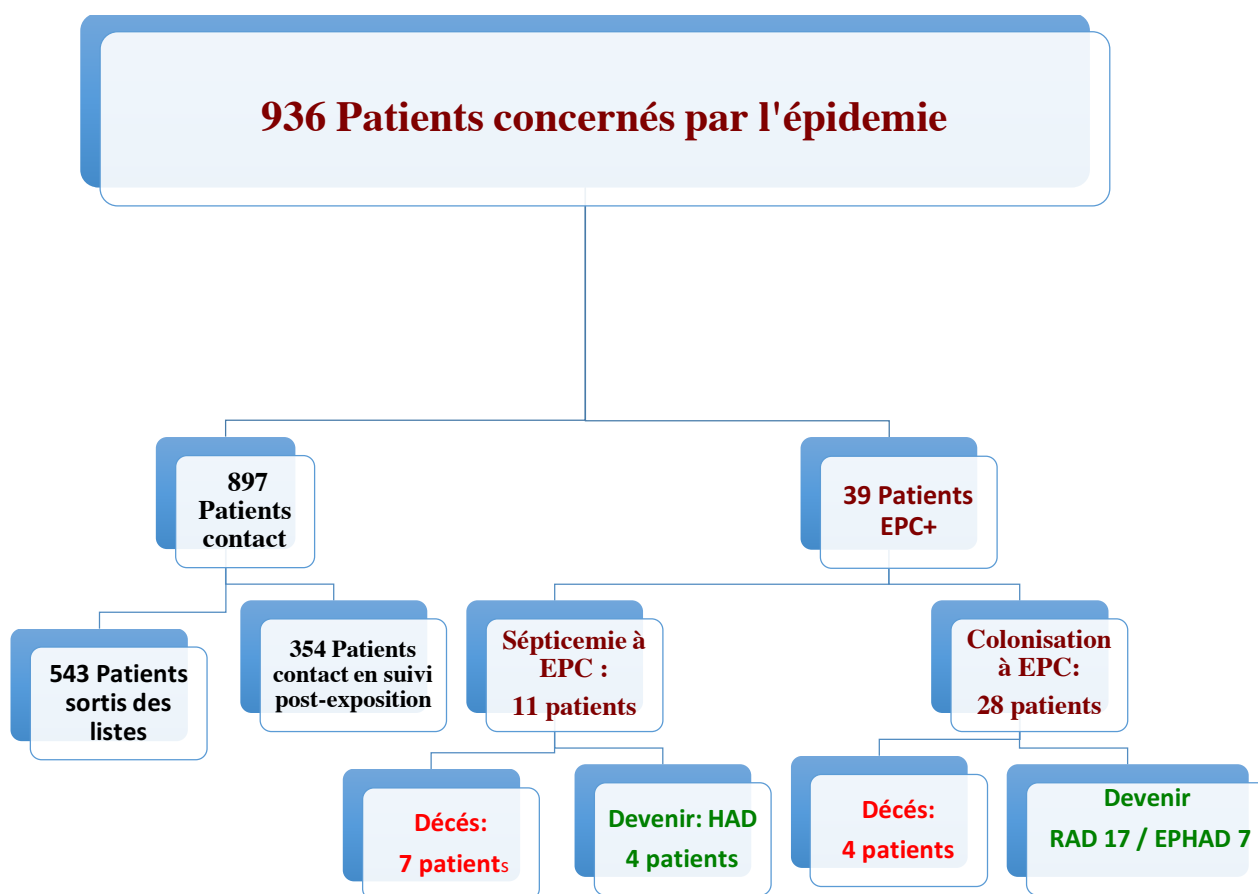 936 Patients concernés par l'épidemie
897
Patients
contact
39 Patients
EPC+
543 Patients
sortis des
listes
354 Patients
contact en suivi
post-exposition
Sépticemie à
EPC :
11 patients
Colonisation
à EPC:
28 patients
Décés:
7 patients
Devenir: HAD
4 patients
Décés:
4 patients
Devenir
RAD 17 / EPHAD 7